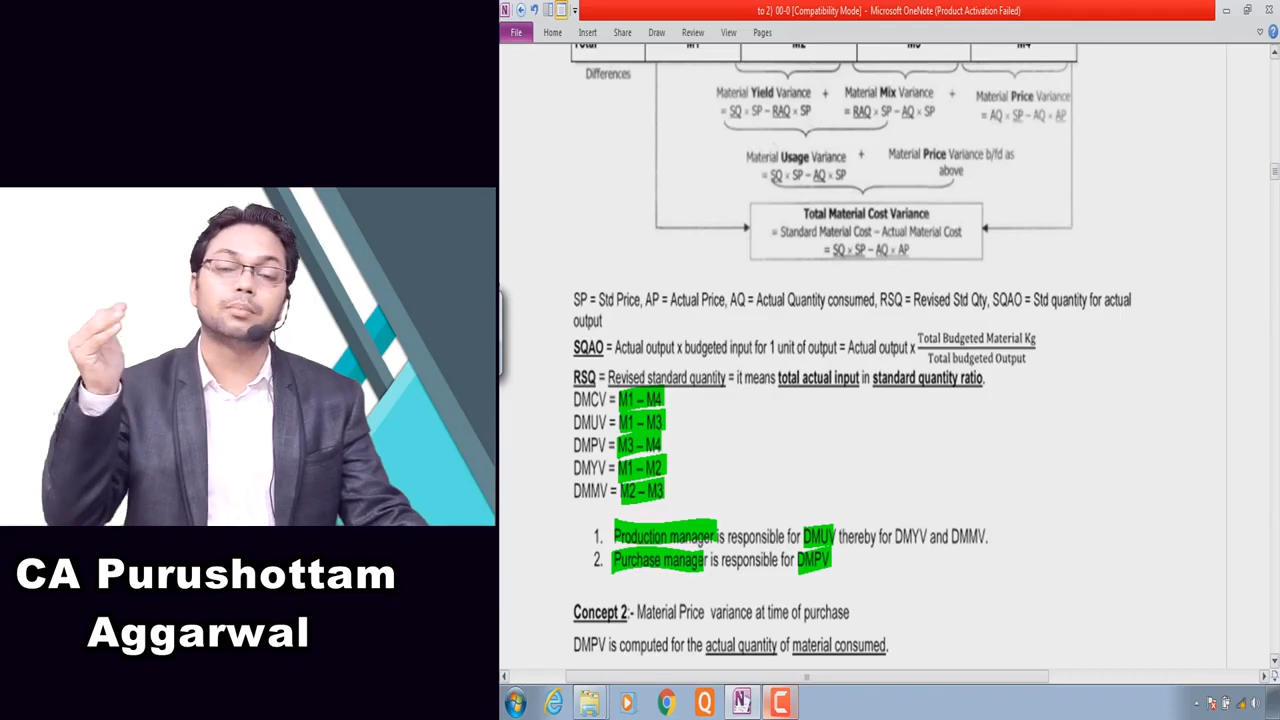 to 2) 00-0 [Compatibility Mode] - Microsoft OneNote (Product Activation Failed)
File Home Insert Share Draw Review View Pages
Total M1 M2 M3 M4
Differences
Material Yield Variance + Material Mix Variance + Material Price Variance
= SQ × SP – RAQ × SP = RAQ × SP – AQ × SP = AQ × SP – AQ × AP
Material Usage Variance + Material Price Variance b/fd as
above
= SQ × SP – AQ × SP
Total Material Cost Variance
= Standard Material Cost – Actual Material Cost
= SQ × SP – AQ × AP
SP = Std Price, AP = Actual Price, AQ = Actual Quantity consumed, RSQ = Revised Std Qty, SQAO = Std quantity for actual
output
SQAO = Actual output x budgeted input for 1 unit of output = Actual output x Total Budgeted Material Kg
Total budgeted Output
RSQ = Revised standard quantity = it means total actual input in standard quantity ratio.
DMCV = M1 – M4
DMUV = M1 – M3
DMPV = M3 – M4
DMYV = M1 – M2
DMMV = M2 – M3
1. Production manager is responsible for DMUV thereby for DMYV and DMMV.
2. Purchase manager is responsible for DMPV
Concept 2:- Material Price variance at time of purchase
DMPV is computed for the actual quantity of material consumed.
CA Purushottam
Aggarwal